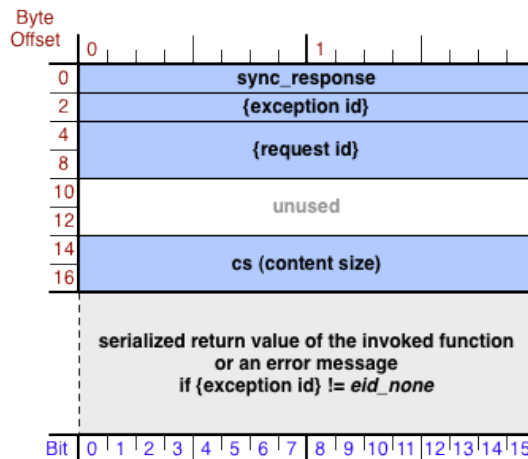 Byte
Offset
0 1
0 sync_response
2 {exception id}
4
{request id}
8
10
unused
12
14
cs (content size)
16
serialized return value of the invoked function
or an error message
if {exception id} != eid_none
Bit 0 1 2 3 4 5 6 7 8 9 10 11 12 13 14 15